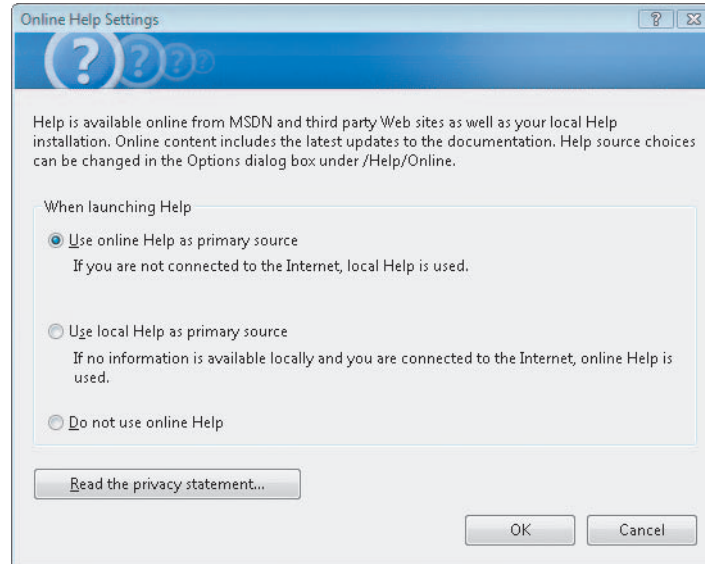 Online Help Settings
Help is available online from MSDN and third party Web sites as well as your local Help
installation. Online content includes the latest updates to the documentation. Help source choices
can be changed in the Options dialog box under /Help/Online.
When launching Help
Use online Help as primary source
If you are not connected to the Internet, local Help is used.
Use local Help as primary source
If no information is available locally and you are connected to the Internet, online Help is
used.
Do not use online Help
Read the privacy statement...
OK Cancel